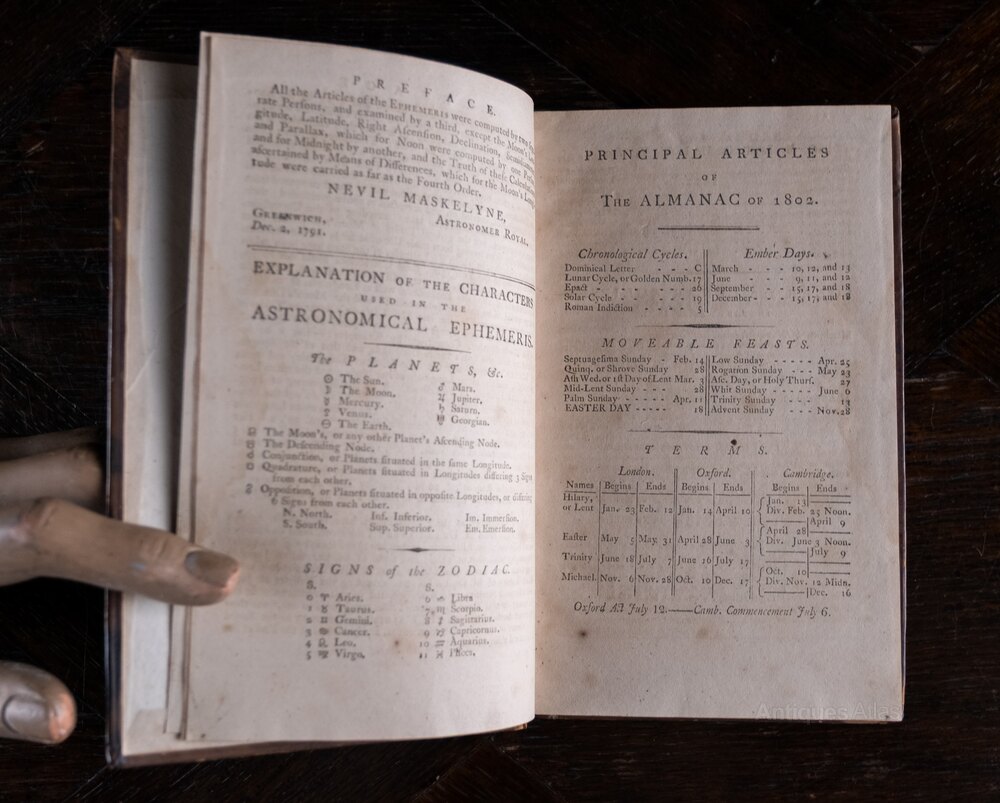 PREFACE.
All the Articles of the EPHEMERIS were computed by two
rate Perſons, and examined by a third, except the Moon's
gitude, Latitude, Right Aſcenſion, Declination,
and Parallax, which for Noon were computed by one
and for Midnight by another, and the Truth of theſe
aſcertained by Means of Differences, which for the Moon's
tude were carried as far as the Fourth Order.
NEVIL MASKELYNE,
GREENWICH, ASTRONOMER ROYAL.
Dec. 2, 1791.
EXPLANATION OF THE CHARACTERS
USED IN THE
ASTRONOMICAL EPHEMERIS.
The PLANETS, &c.
☉ The Sun. ♂ Mars.
☽ The Moon. ♃ Jupiter.
☿ Mercury. ♄ Saturn.
♀ Venus. ♅ Georgian.
⊖ The Earth.
☊ The Moon's, or any other Planet's Aſcending Node.
☋ The Deſcending Node.
☌ Conjunction, or Planets ſituated in the ſame Longitude.
□ Quadrature, or Planets ſituated in Longitudes differing 3 Signs
from each other.
☍ Oppoſition, or Planets ſituated in oppoſite Longitudes, or differing
6 Signs from each other.
N. North. Inf. Inferior. Im. Immerſion.
S. South. Sup. Superior. Em. Emerſion.
SIGNS of the ZODIAC.
S. S.
0 ♈ Aries. 6 ♎ Libra
1 ♉ Taurus. 7 ♏ Scorpio.
2 ♊ Gemini. 8 ♐ Sagittarius.
3 ♋ Cancer. 9 ♑ Capricornus.
4 ♌ Leo. 10 ♒ Aquarius.
5 ♍ Virgo. 11 ♓ Piſces.
PRINCIPAL ARTICLES
OF
THE ALMANAC OF 1802.
Chronological Cycles. Ember Days.
Dominical Letter - - - C March - - - 10, 12, and 13
Lunar Cycle, or Golden Numb. 17 June - - - 9, 11, and 12
Epact - - - - - 26 September - - 15, 17, and 18
Solar Cycle - - - - 19 December - - 15, 17, and 18
Roman Indiction - - - 5
MOVEABLE FEASTS.
Septuageſima Sunday - Feb. 14 Low Sunday - - - - - Apr. 25
Quinq. or Shrove Sunday 28 Rogation Sunday - - - May 23
Aſh Wed. or 1ſt Day of Lent Mar. 3 Aſc. Day, or Holy Thurſ. 27
Mid-Lent Sunday - - - 28 Whit Sunday - - - - June 6
Palm Sunday - - - - Apr. 11 Trinity Sunday - - - 13
EASTER DAY - - - - - 18 Advent Sunday - - - Nov. 28
TERMS.
London. Oxford. Cambridge.
Names Begins Ends Begins Ends Begins Ends
Hilary, Jan. 13
or Lent Jan. 23 Feb. 12 Jan. 14 April 10 Div. Feb. 25 Noon.
April 9
April 28
Eaſter May 5 May. 31 April 28 June 3 Div. June 3 Noon.
July 9
Trinity June 18 July 7 June 16 July 17
Oct. 10
Michael. Nov. 6 Nov. 28 Oct. 10 Dec. 17 Div. Nov. 12 Midn.
Dec. 16
Oxford Act July 12.——Camb. Commencement July 6.
Antiques Atlas